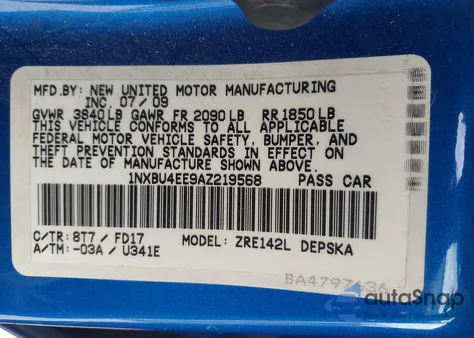 MFD.BY: NEW UNITED MOTOR MANUFACTURING
INC. 07/09
GVWR 3840LB GAWR FR 2090LB RR1850LB
THIS VEHICLE CONFORMS TO ALL APPLICABLE
FEDERAL MOTOR VEHICLE SAFETY, BUMPER, AND
THEFT PREVENTION STANDARDS IN EFFECT ON
THE DATE OF MANUFACTURE SHOWN ABOVE.
1NXBU4EE9AZ219568 PASS CAR
C/TR: 8T7 / FD17 MODEL: ZRE142L DEPSKA
A/TM: -03A / U341E
autoSnap